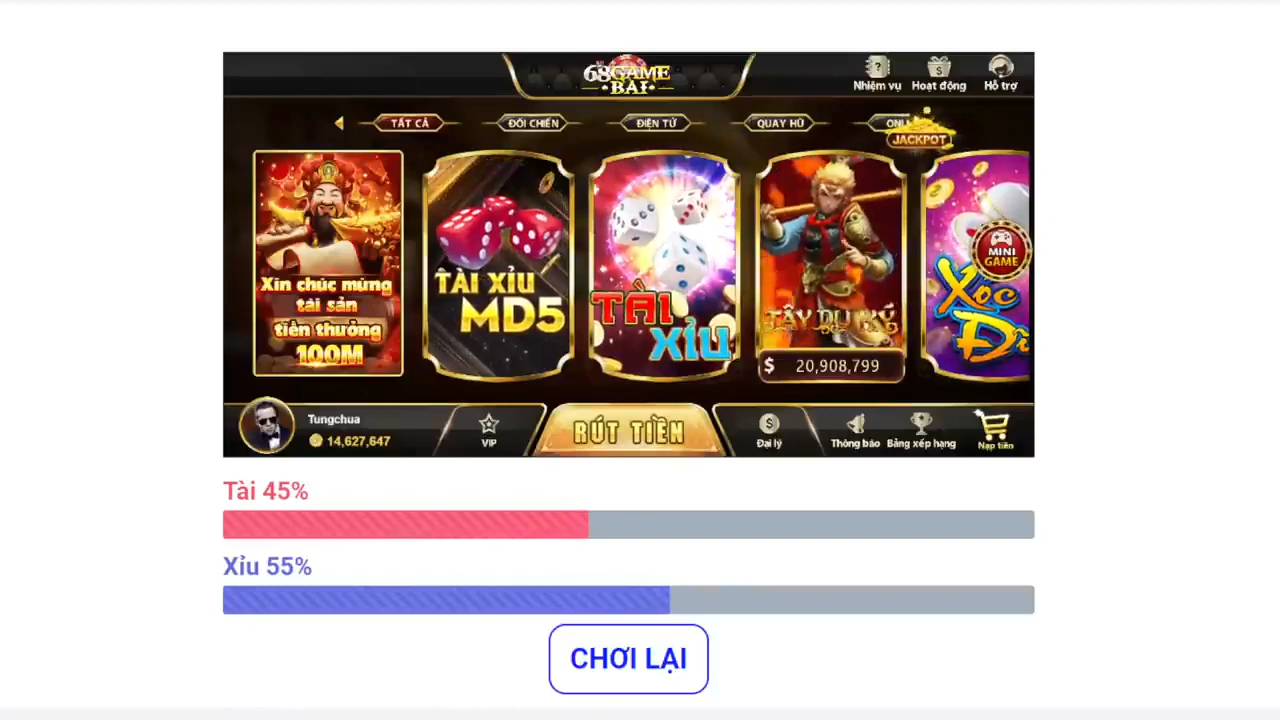 68GAME
BÀI
Nhiệm vụ
Hoạt động
Hỗ trợ
TẤT CẢ
ĐỐI CHIẾN
ĐIỆN TỬ
QUAY HŨ
JACKPOT
Xin chúc mừng
tài sản
tiền thưởng
100M
TÀI XỈU
MD5
TÀI
XỈU
TÂY DU KÝ
$ 20,908,799
MINI
GAME
Xóc
Tungchua
14,627,647
VIP
RÚT TIỀN
Đại lý
Thông báo
Bảng xếp hạng
Nạp tiền
Tài 45%
Xỉu 55%
CHƠI LẠI